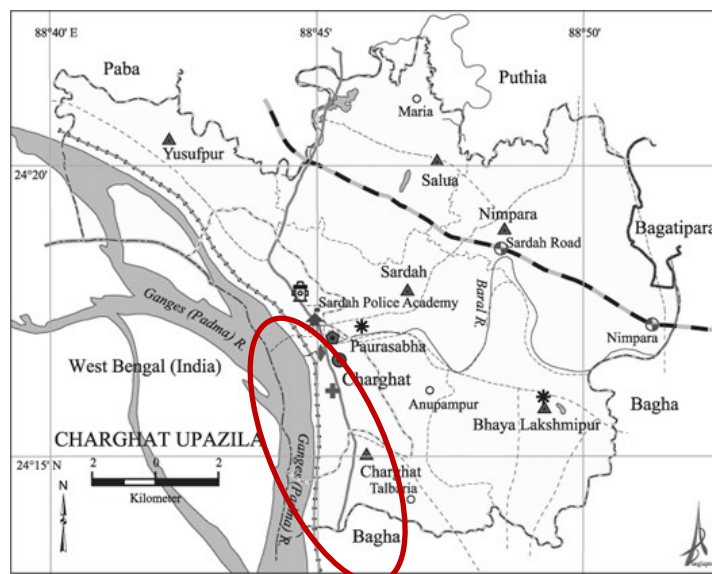 88°40' E
88°45'
88°50'
Paba
Puthia
Maria
Yusufpur
24°20'
Salua
Nimpara
Bagatipara
Sardah Road
Sardah
Sardah Police Academy
Baral R.
Ganges (Padma) R.
Paurasabha
Nimpara
West Bengal (India)
Charghat
Anupampur
Bagha
Bhaya Lakshmipur
CHARGHAT UPAZILA
Ganges (Padma) R.
24°15' N
2 0 2
Charghat
Kilometer
Talbaria
N
Bagha